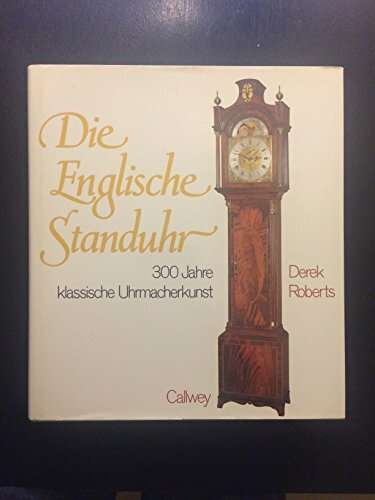 Die
Englische
Standuhr
300 Jahre
klassische Uhrmacherkunst
Derek
Roberts
Callwey